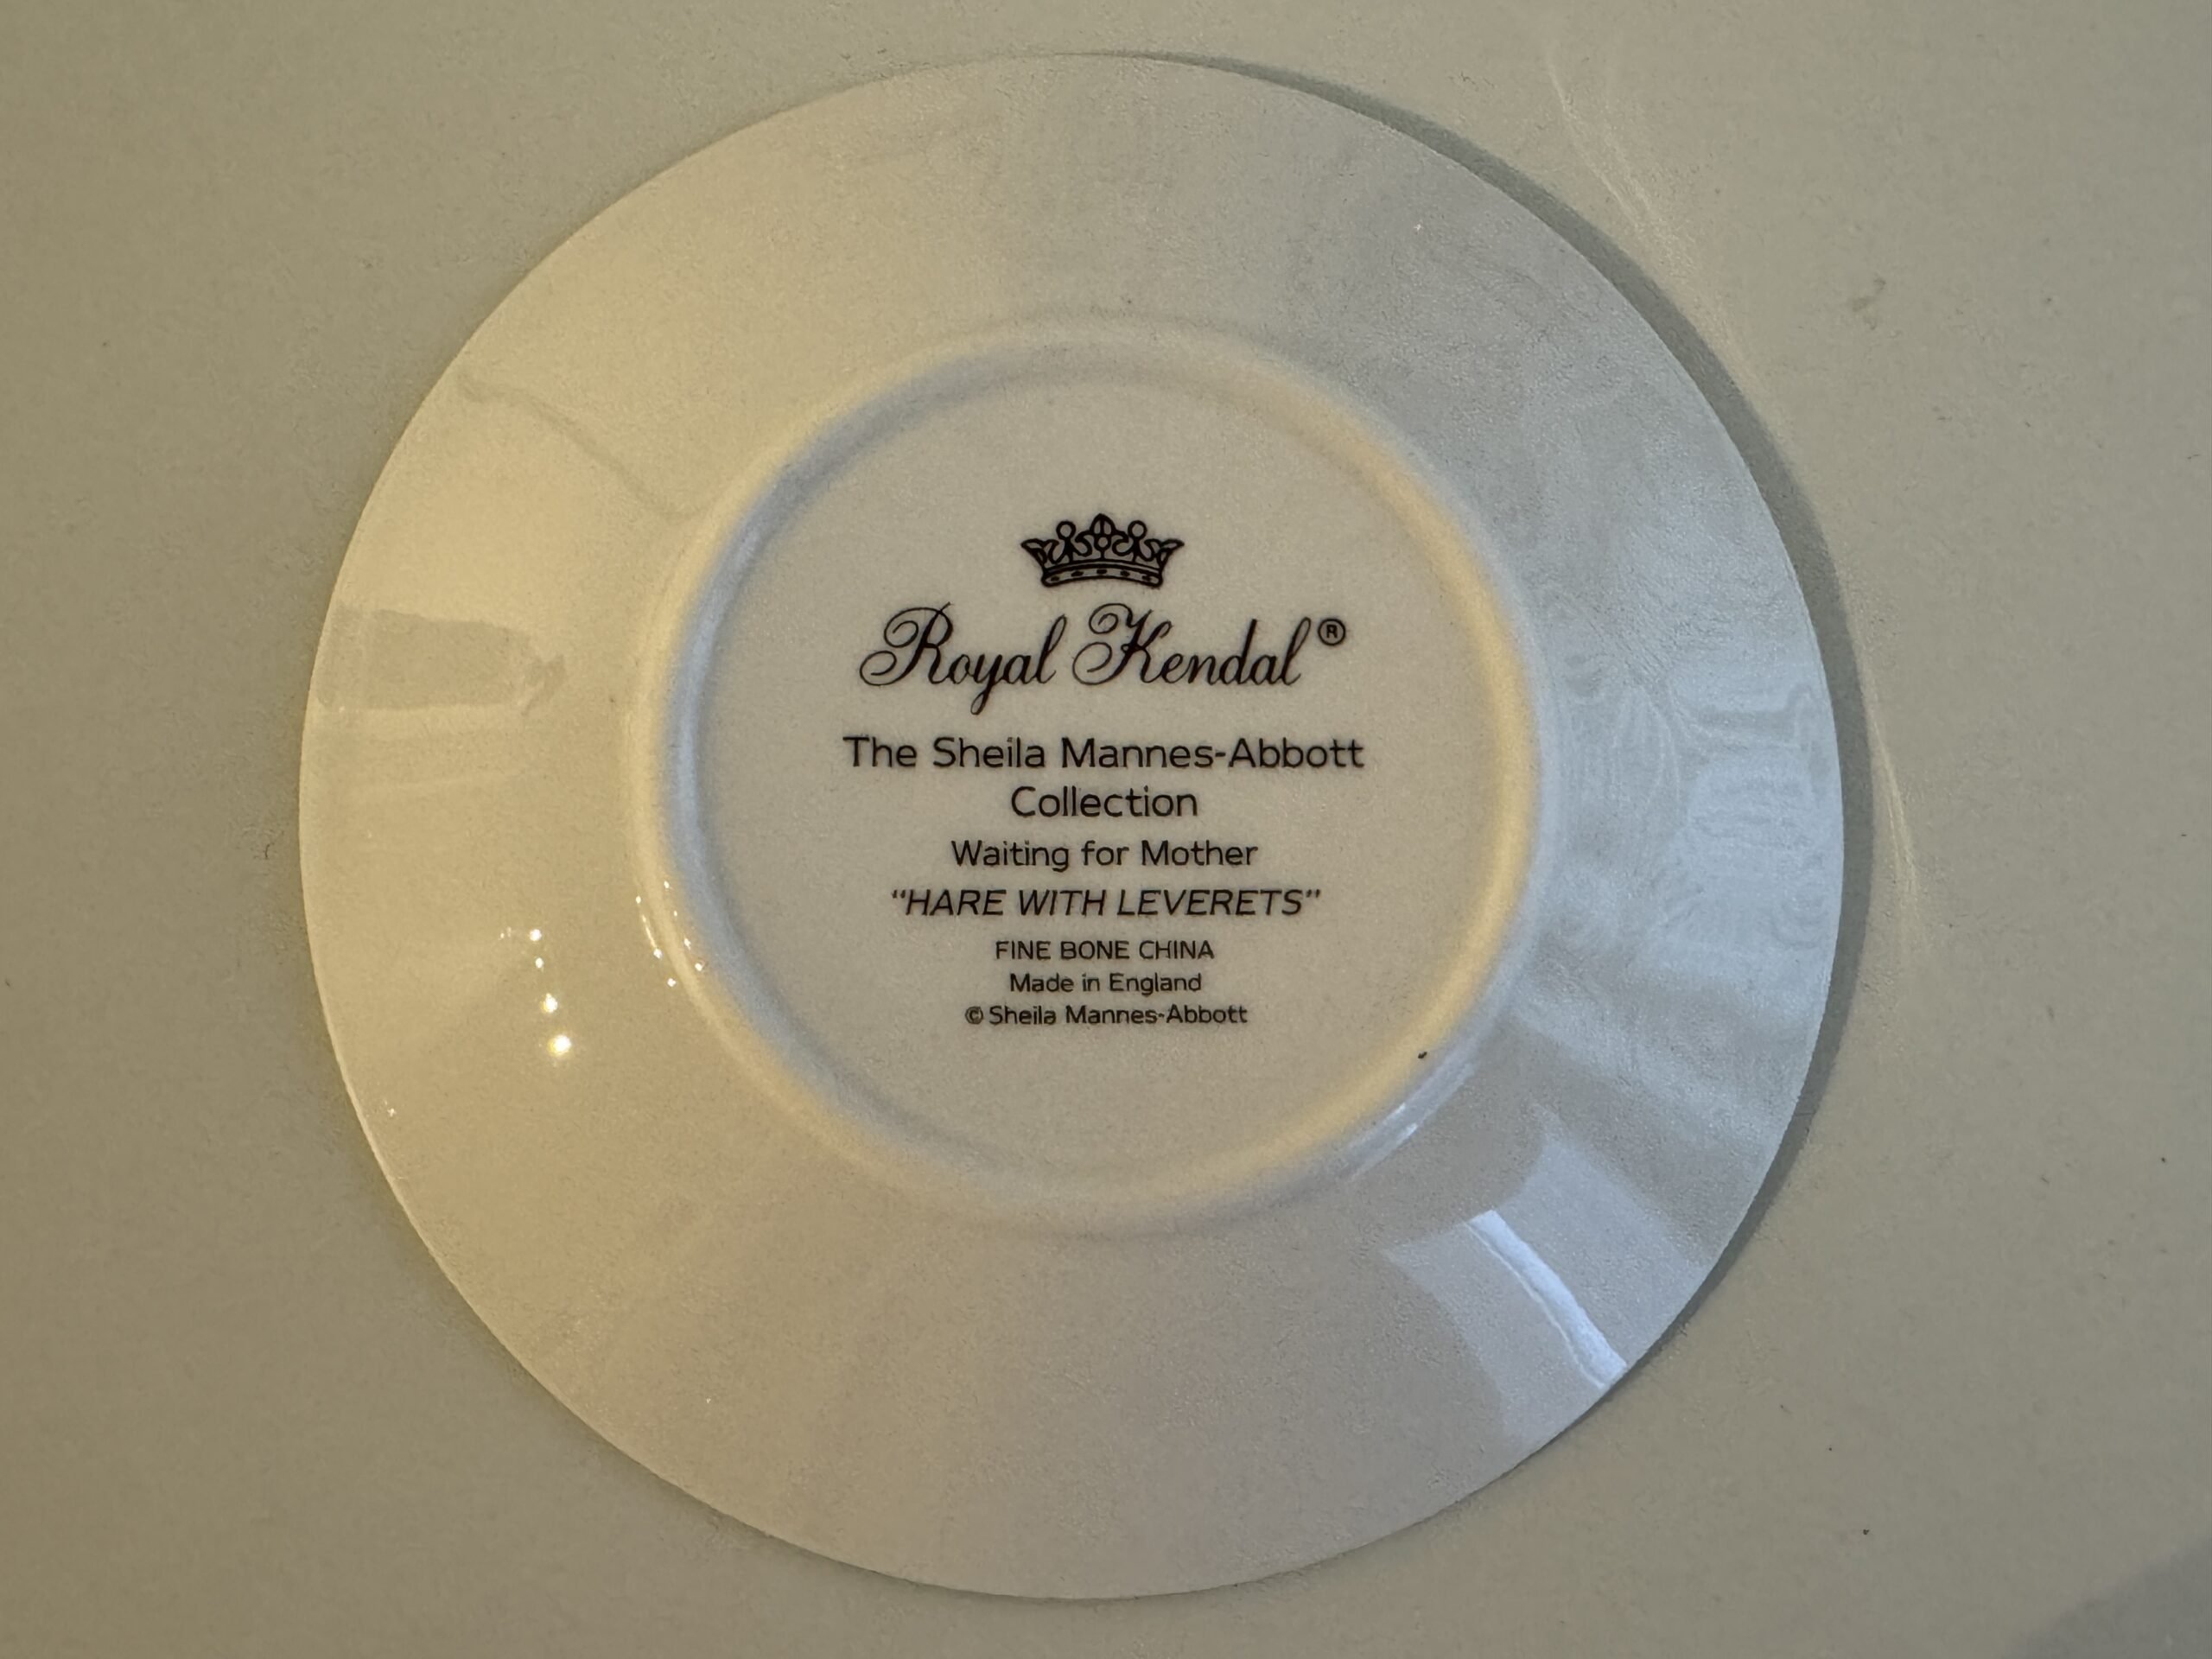 Royal Kendal®
The Sheila Mannes-Abbott
Collection
Waiting for Mother
“HARE WITH LEVERETS”
FINE BONE CHINA
Made in England
© Sheila Mannes-Abbott